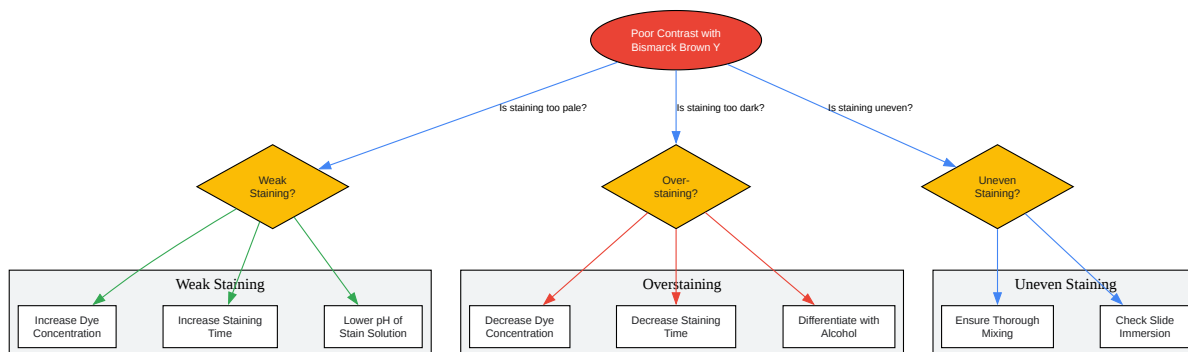 Poor Contrast with
Bismarck Brown Y
Is staining too pale?
Is staining too dark?
Is staining uneven?
Weak
Staining?
Over-
staining?
Uneven
Staining?
Weak Staining
Increase Dye
Concentration
Increase Staining
Time
Lower pH of
Stain Solution
Overstaining
Decrease Dye
Concentration
Decrease Staining
Time
Differentiate with
Alcohol
Uneven Staining
Ensure Thorough
Mixing
Check Slide
Immersion